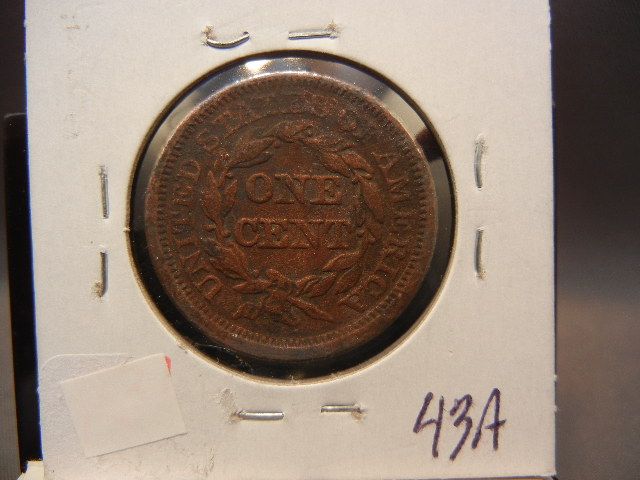 UNITED STATES OF AMERICA
ONE
CENT
43A